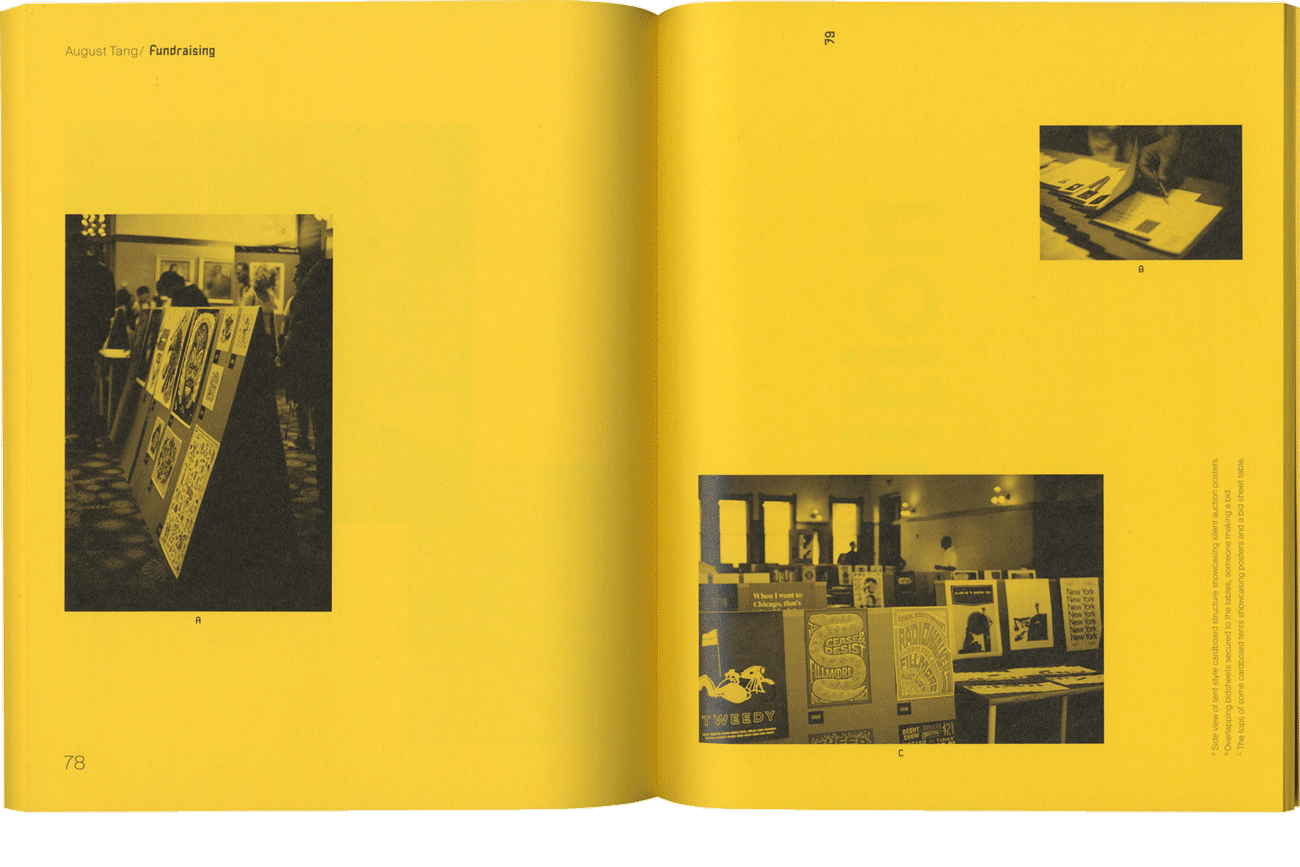 August Tang/ Fundraising
A
78
79
B
When I went to
Chicago, that's
CEASE &
DESIST
FILLMORE
TWEEDY
FILLMORE
New York
New York
New York
New York
New York
New York
DEBUT
SHOW
C
A Side view of tent style cardboard structure showcasing silent auction posters.
B Overlapping bidsheets secured to the tables, someone making a bid.
C The tops of some cardboard tents showcasing posters and a bid sheet table.